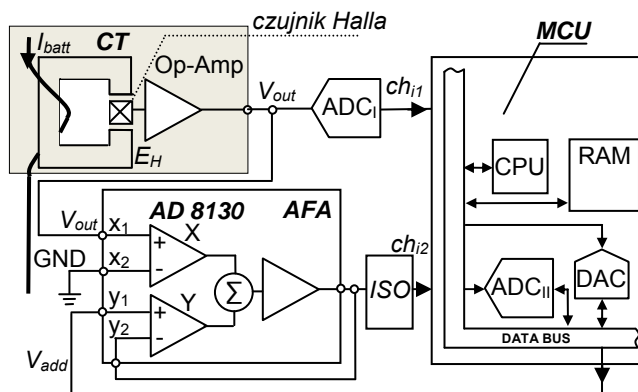 czujnik Halla
I_batt
CT
Op-Amp
V_out
ADC_I
ch_i1
MCU
E_H
CPU
RAM
V_out
x_1
AD 8130
AFA
X
ch_i2
GND
x_2
Σ
ISO
ADC_II
DAC
y_1
Y
y_2
V_add
DATA BUS
+
-
+
-